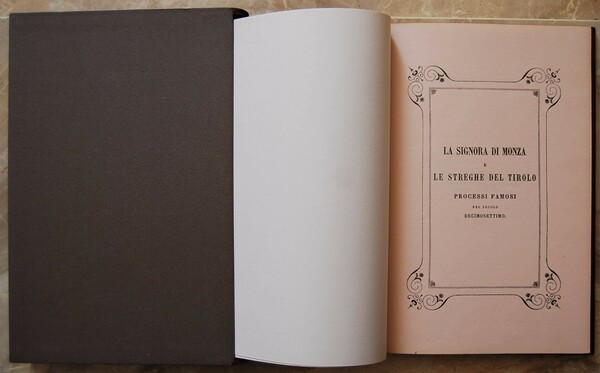 LA SIGNORA DI MONZA
E
LE STREGHE DEL TIROLO
PROCESSI FAMOSI
DEL SECOLO
DECIMOSETTIMO.